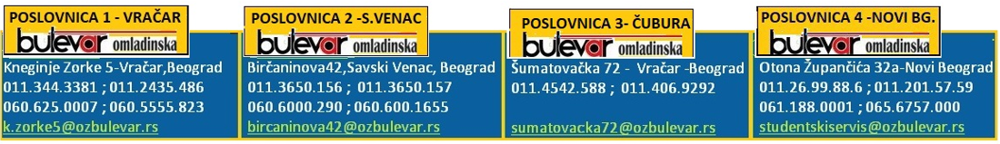 POSLOVNICA 1 - VRAČAR
bulevar omladinska
Kneginje Zorke 5-Vračar,Beograd
011.344.3381 ; 011.2435.486
060.625.0007 ; 060.5555.823
k.zorke5@ozbulevar.rs
POSLOVNICA 2 -S.VENAC
bulevar omladinska
Birčaninova42,Savski Venac, Beograd
011.3650.156 ; 011.3650.157
060.6000.290 ; 060.600.1655
bircaninova42@ozbulevar.rs
POSLOVNICA 3- ČUBURA
bulevar omladinska
Šumatovačka 72 - Vračar -Beograd
011.4542.588 ; 011.406.9292
sumatovacka72@ozbulevar.rs
POSLOVNICA 4 -NOVI BG.
bulevar omladinska
Otona Župančića 32a-Novi Beograd
011.26.99.88.6 ; 011.201.57.59
061.188.0001 ; 065.6757.000
studentskiservis@ozbulevar.rs